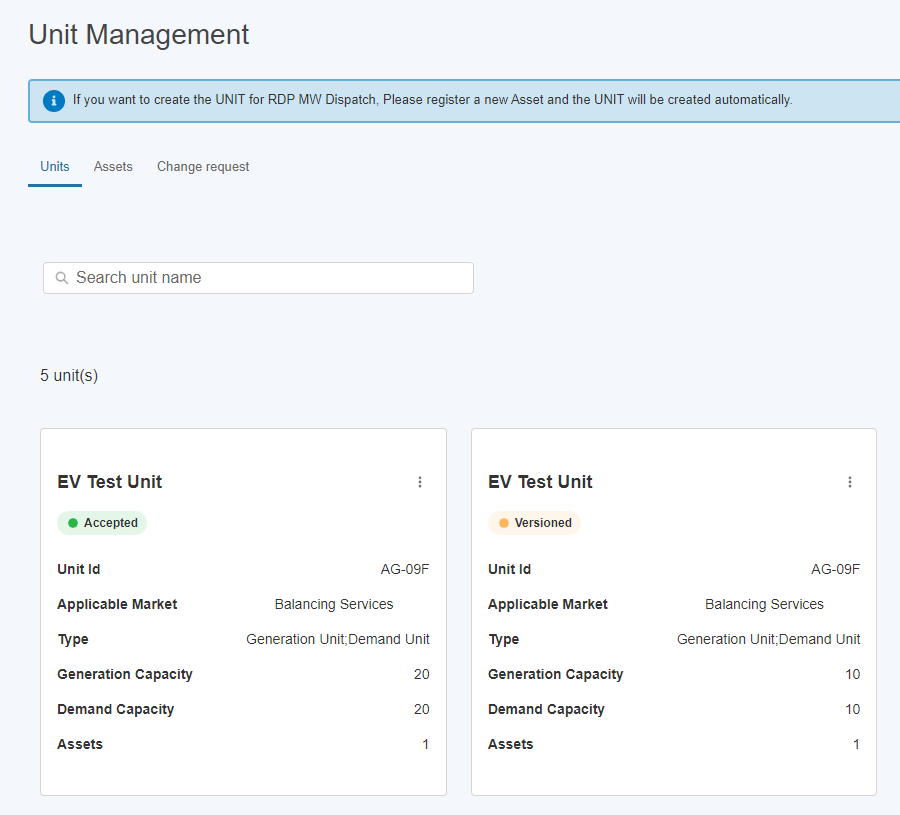 Unit Management
If you want to create the UNIT for RDP MW Dispatch, Please register a new Asset and the UNIT will be created automatically.
Units Assets Change request
Search unit name
5 unit(s)
EV Test Unit
Accepted
Unit Id AG-09F
Applicable Market Balancing Services
Type Generation Unit;Demand Unit
Generation Capacity 20
Demand Capacity 20
Assets 1
EV Test Unit
Versioned
Unit Id AG-09F
Applicable Market Balancing Services
Type Generation Unit;Demand Unit
Generation Capacity 10
Demand Capacity 10
Assets 1